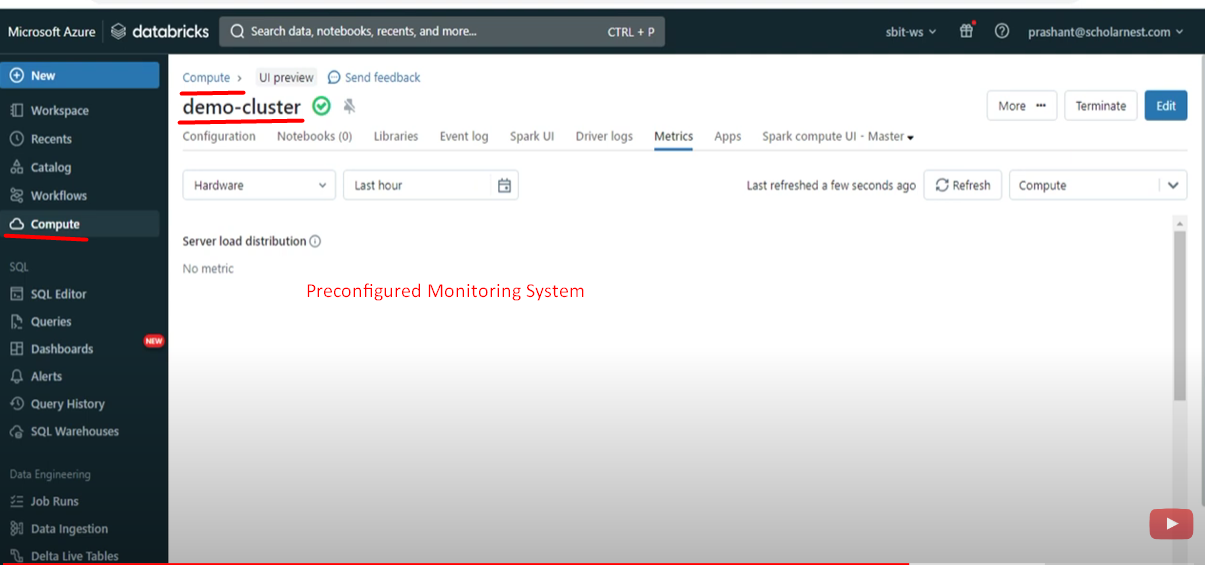 Microsoft Azure databricks Search data, notebooks, recents, and more... CTRL + P sbit-ws prashant@scholarnest.com
New
Workspace
Recents
Catalog
Workflows
Compute
SQL
SQL Editor
Queries
Dashboards NEW
Alerts
Query History
SQL Warehouses
Data Engineering
Job Runs
Data Ingestion
Delta Live Tables
Compute > UI preview Send feedback
demo-cluster
More Terminate Edit
Configuration Notebooks (0) Libraries Event log Spark UI Driver logs Metrics Apps Spark compute UI - Master
Hardware Last hour Last refreshed a few seconds ago Refresh Compute
Server load distribution
No metric
Preconfigured Monitoring System